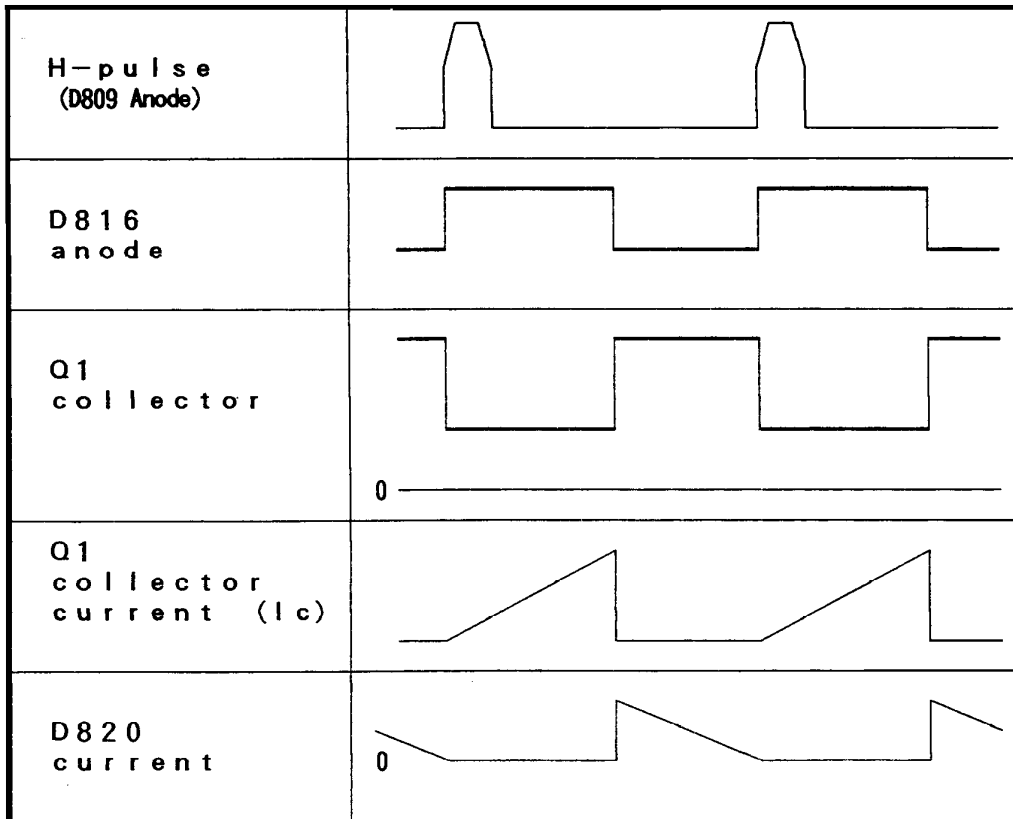 H-pulse
(D809 Anode)
D816
anode
Q1
collector
0
Q1
collector
current (Ic)
D820
current
0